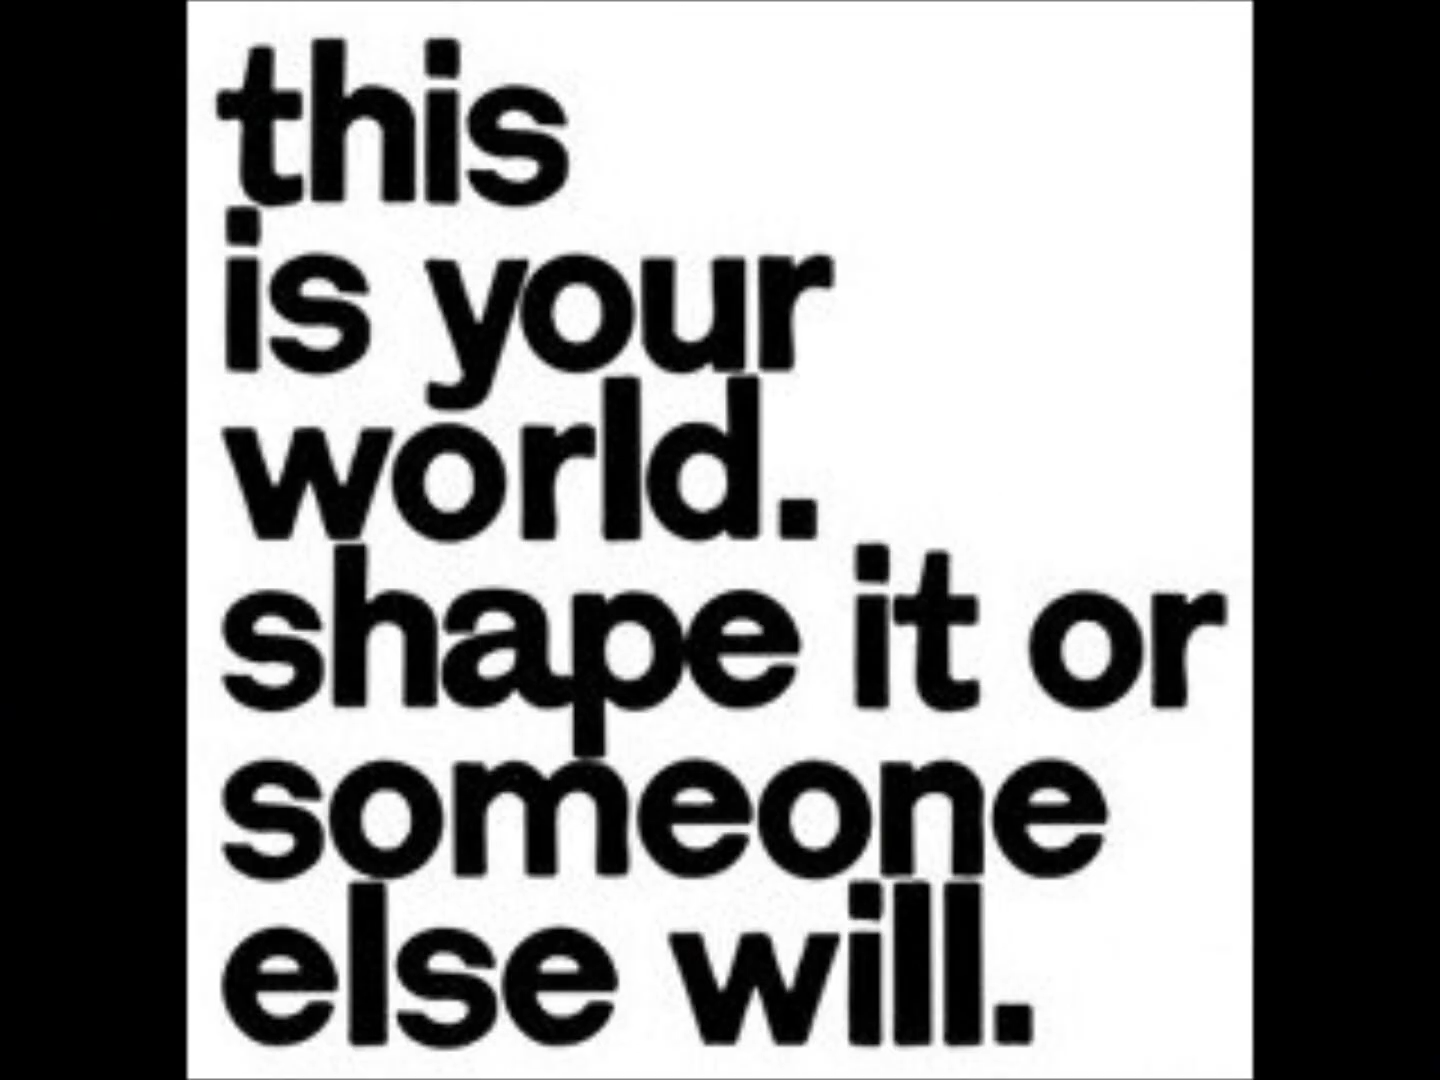 this
is your
world.
shape it or
someone
else will.